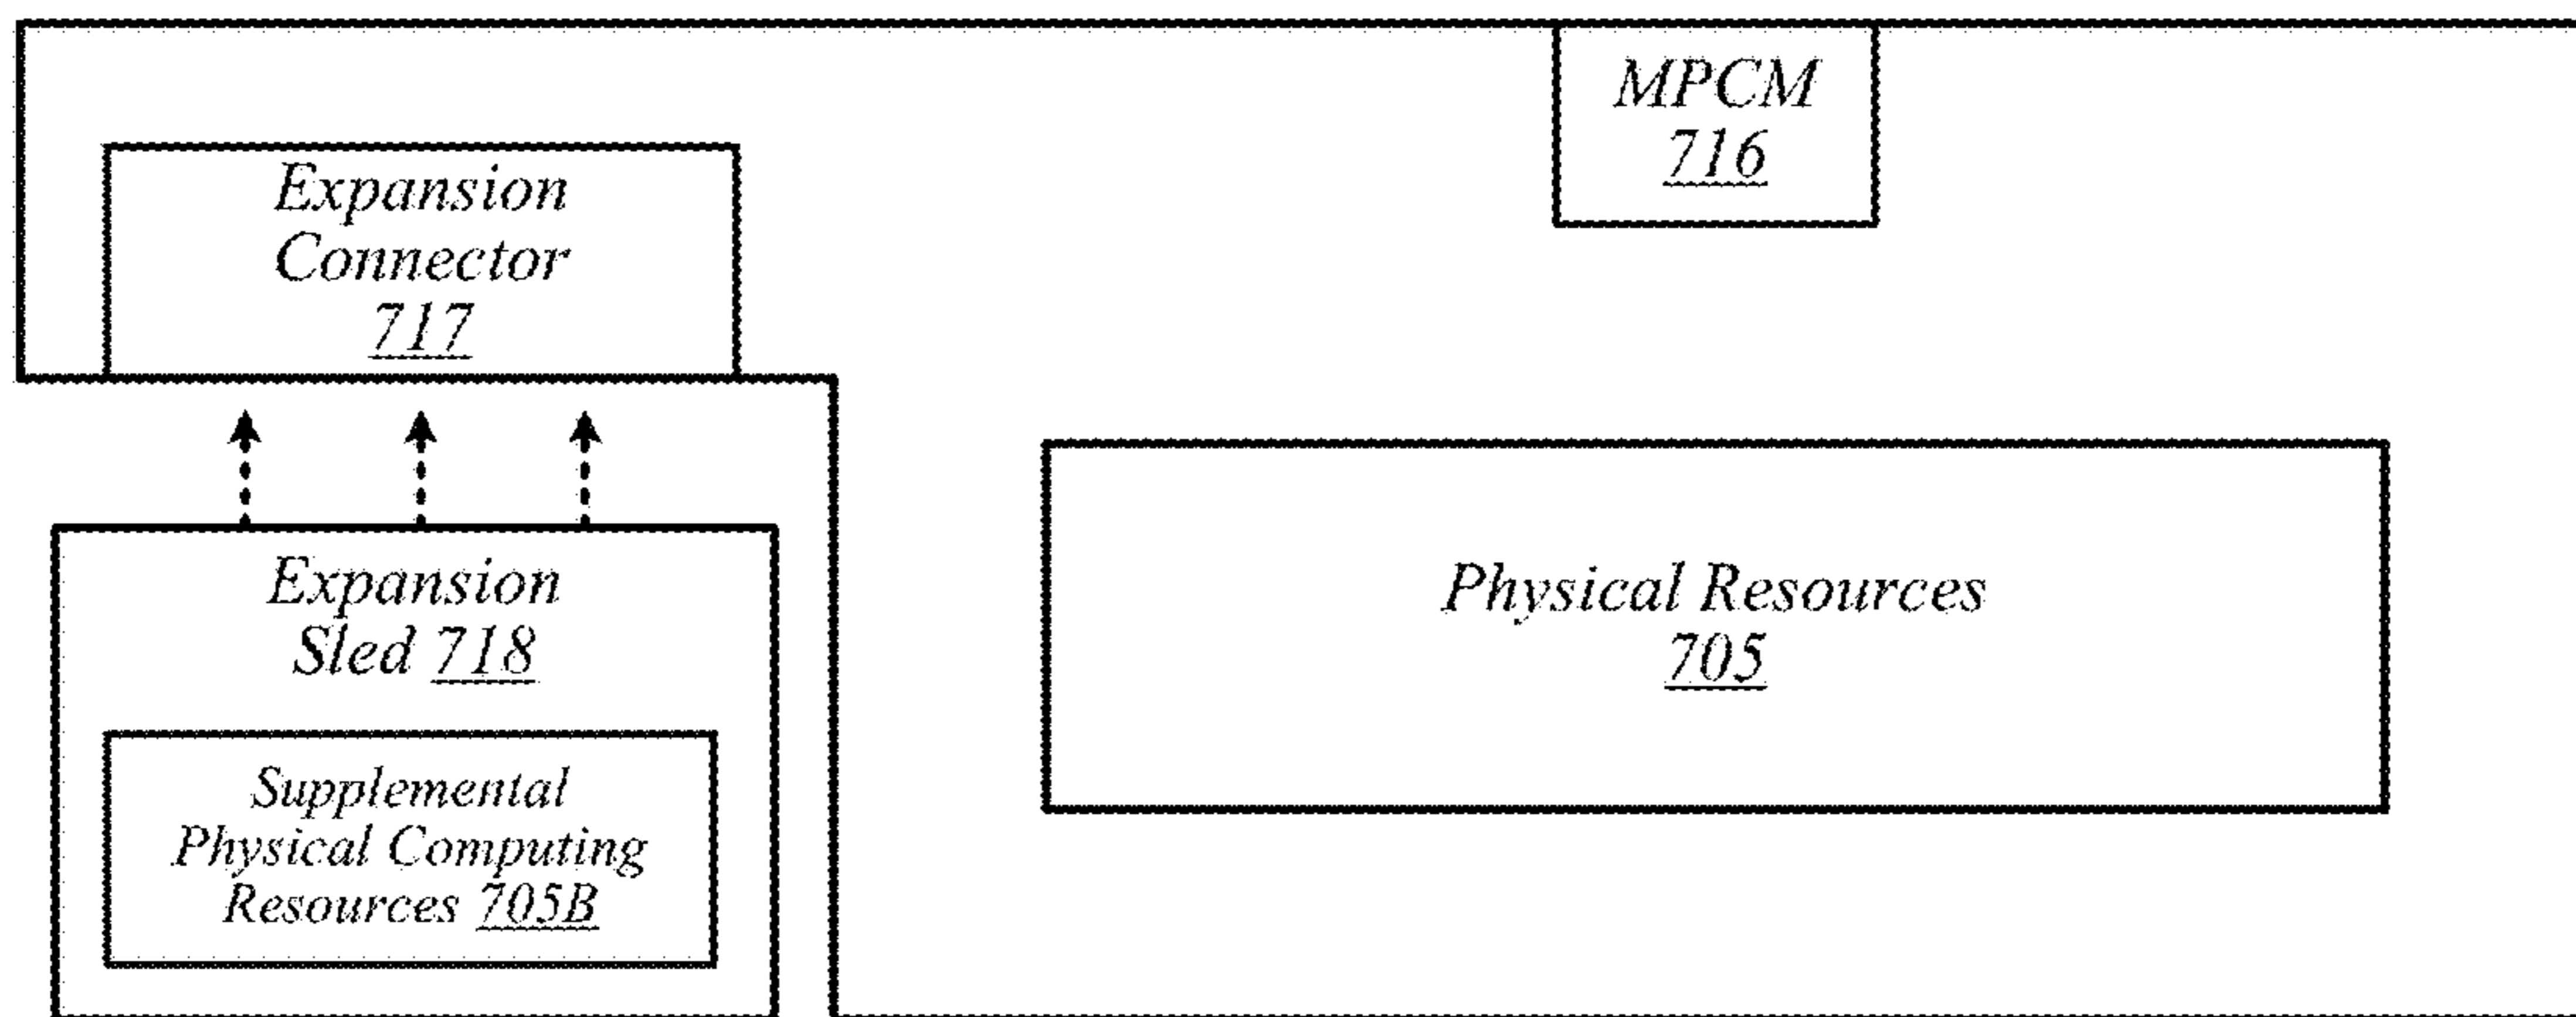 MPCM
716
Expansion
Connector
717
Expansion
Sled 718
Supplemental
Physical Computing
Resources 705B
Physical Resources
705